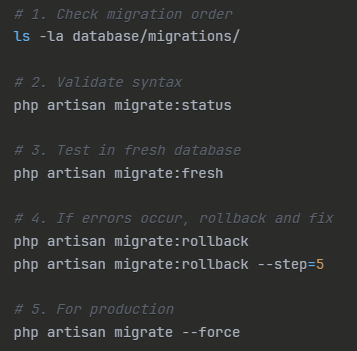 # 1. Check migration order
ls -la database/migrations/
# 2. Validate syntax
php artisan migrate:status
# 3. Test in fresh database
php artisan migrate:fresh
# 4. If errors occur, rollback and fix
php artisan migrate:rollback
php artisan migrate:rollback --step=5
# 5. For production
php artisan migrate --force